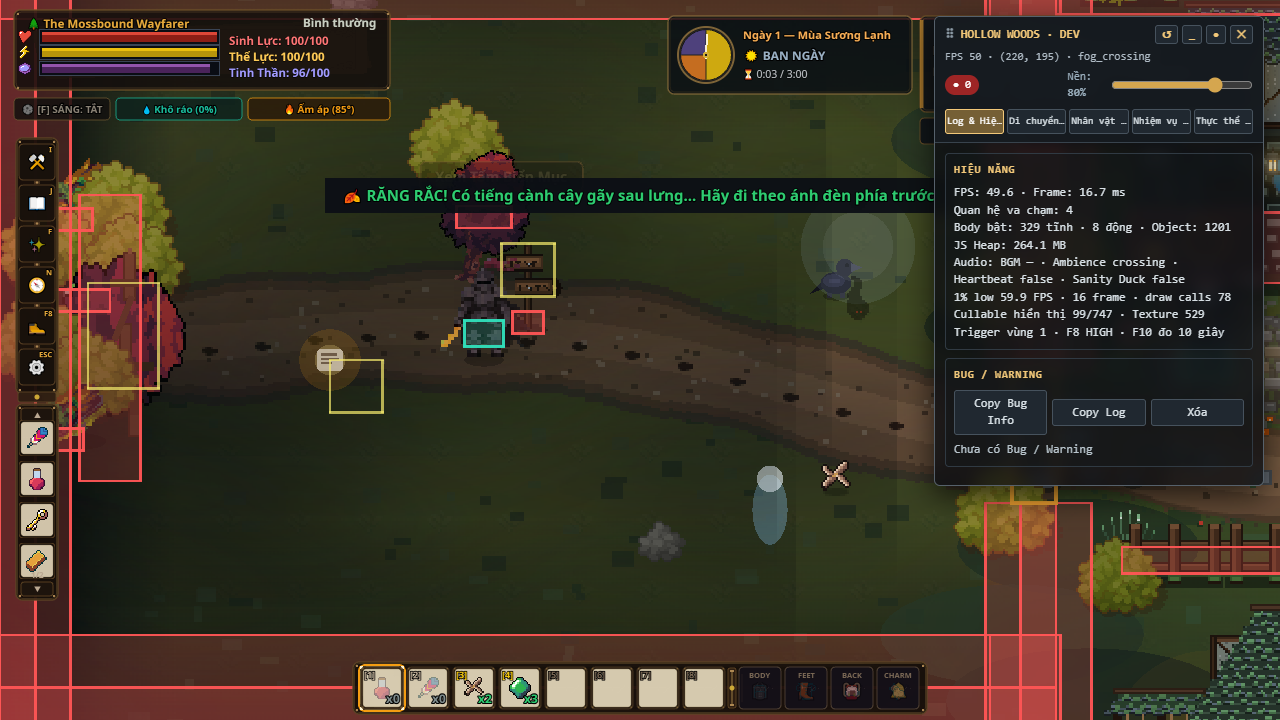 The Mossbound Wayfarer
Bình thường
Sinh Lực: 100/100
Thể Lực: 100/100
Tinh Thần: 96/100
[F] SÁNG: TẮT
Khô ráo (0%)
Ấm áp (85°)
Ngày 1 — Mùa Sương Lạnh
BAN NGÀY
0:03 / 3:00
RĂNG RẮC! Có tiếng cành cây gãy sau lưng... Hãy đi theo ánh đèn phía trước
HOLLOW WOODS · DEV
FPS 50 · (220, 195) · fog_crossing
0
Nền:
80%
Log & Hiệ…
Di chuyển…
Nhân vật …
Nhiệm vụ …
Thực thể …
HIỆU NĂNG
FPS: 49.6 · Frame: 16.7 ms
Quan hệ va chạm: 4
Body bật: 329 tĩnh · 8 động · Object: 1201
JS Heap: 264.1 MB
Audio: BGM — · Ambience crossing ·
Heartbeat false · Sanity Duck false
1% low 59.9 FPS · 16 frame · draw calls 78
Cullable hiển thị 99/747 · Texture 529
Trigger vùng 1 · F8 HIGH · F10 đo 10 giây
BUG / WARNING
Copy Bug Info
Copy Log
Xóa
Chưa có Bug / Warning
I
J
F
N
F8
ESC
[1]
x0
[2]
x0
[3]
x2
[4]
x3
[5]
[6]
[7]
[8]
BODY
FEET
BACK
CHARM